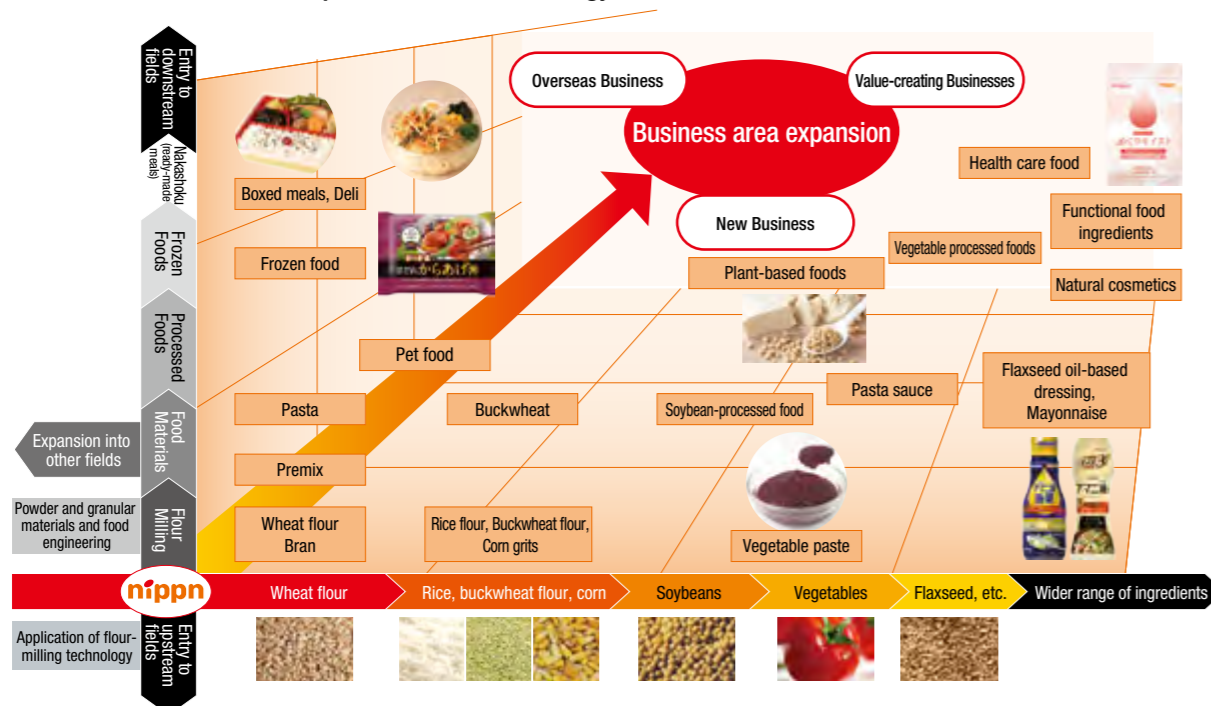 Entry to
downstream
fields
Nakashoku
(ready-made
meals)
Frozen
Foods
Processed
Foods
Food
Materials
Flour
Milling
Entry to
upstream
fields
Expansion into
other fields
Powder and granular
materials and food
engineering
Application of flour-
milling technology
Overseas Business
Value-creating Businesses
Business area expansion
New Business
Boxed meals, Deli
Frozen food
Pet food
Pasta
Buckwheat
Premix
Wheat flour
Bran
Rice flour, Buckwheat flour,
Corn grits
Health care food
Functional food
ingredients
Vegetable processed foods
Plant-based foods
Natural cosmetics
Soybean-processed food
Pasta sauce
Flaxseed oil-based
dressing,
Mayonnaise
Vegetable paste
nippn
Wheat flour
Rice, buckwheat flour, corn
Soybeans
Vegetables
Flaxseed, etc.
Wider range of ingredients